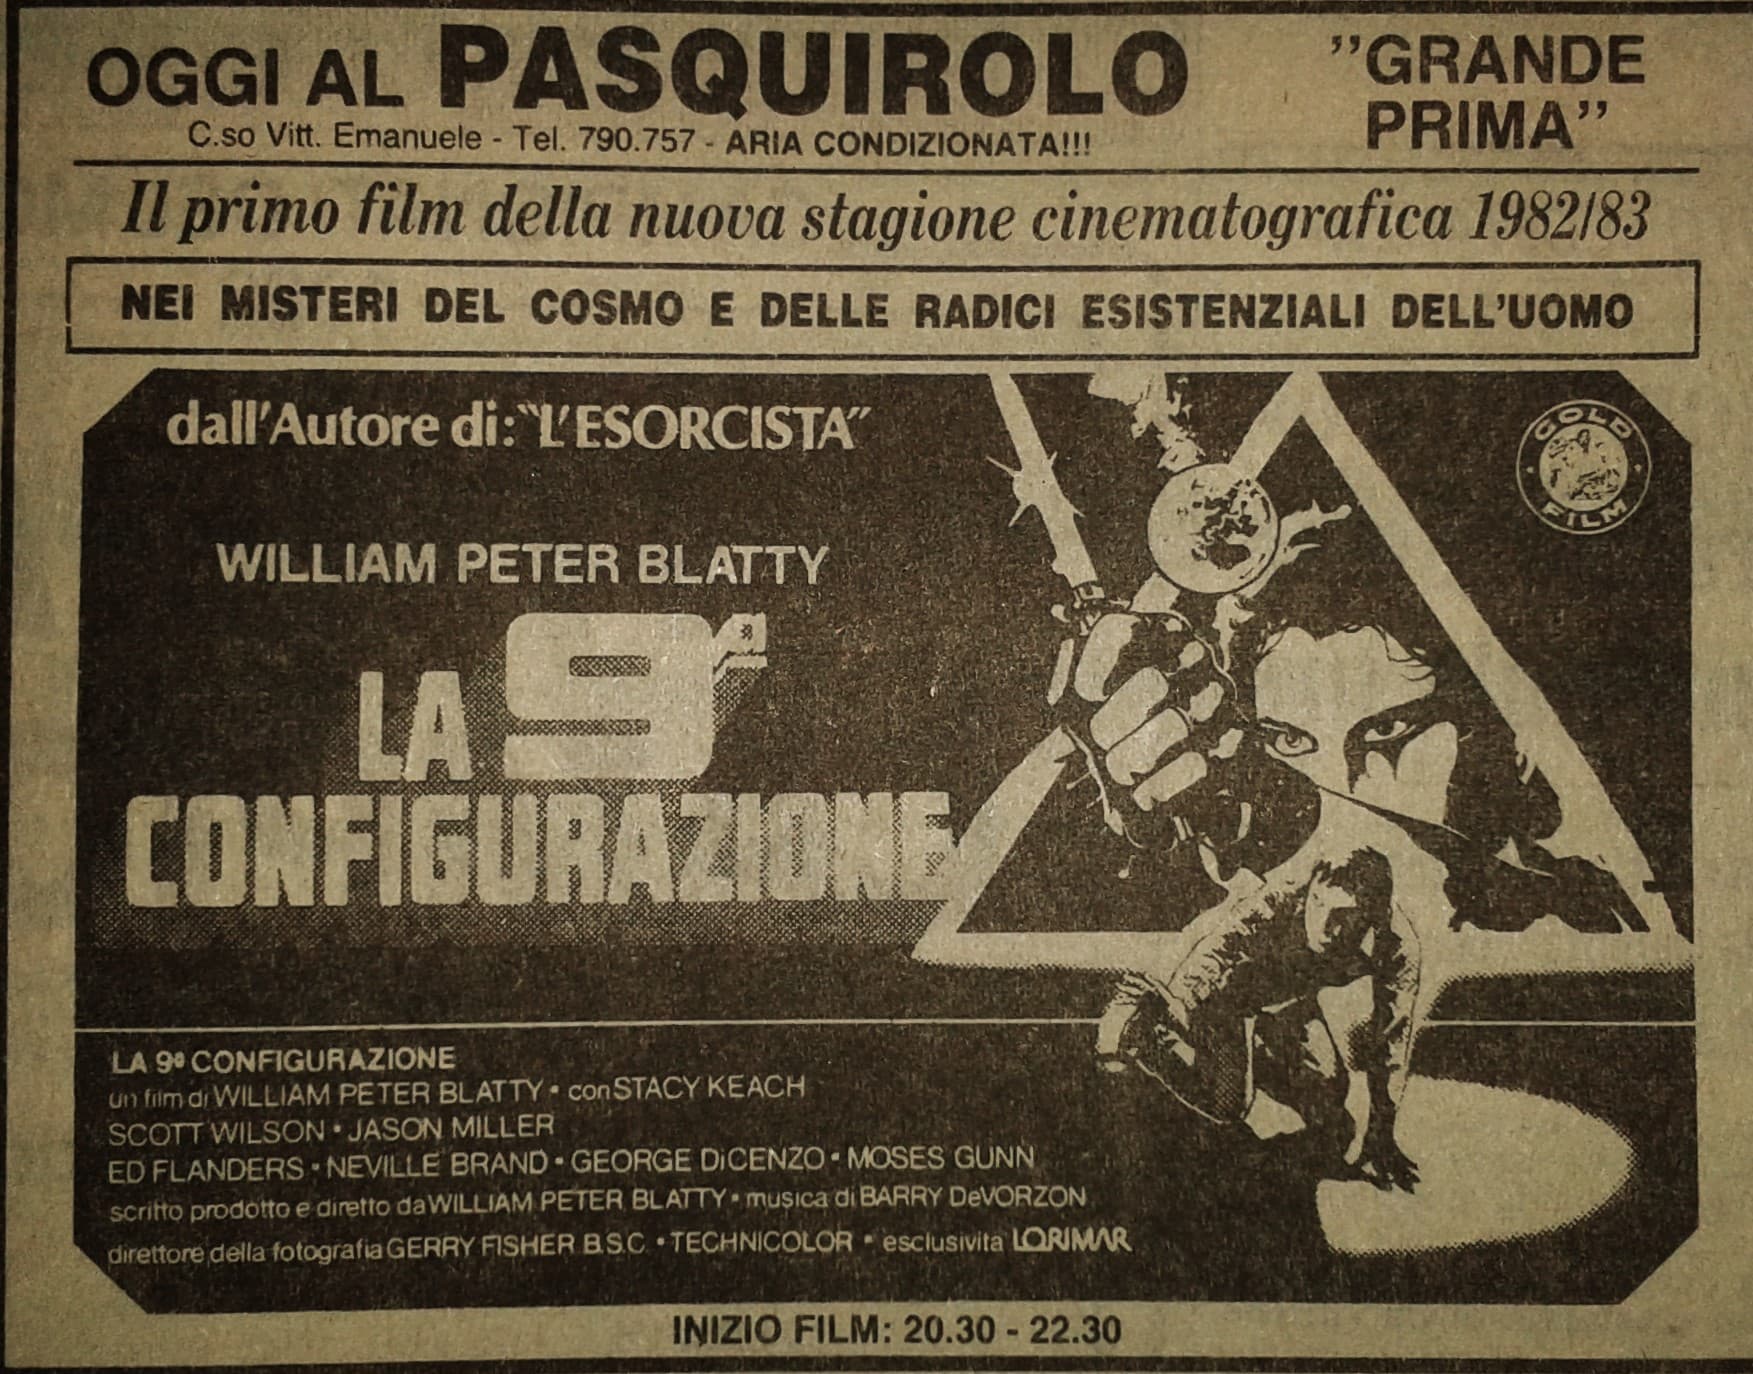 OGGI AL PASQUIROLO
C.so Vitt. Emanuele - Tel. 790.757 - ARIA CONDIZIONATA!!!
"GRANDE
PRIMA"
Il primo film della nuova stagione cinematografica 1982/83
NEI MISTERI DEL COSMO E DELLE RADICI ESISTENZIALI DELL'UOMO
dall'Autore di: "L'ESORCISTA"
GOLD
FILM
WILLIAM PETER BLATTY
LA 9ª
CONFIGURAZIONE
LA 9ª CONFIGURAZIONE
un film di WILLIAM PETER BLATTY • con STACY KEACH
SCOTT WILSON • JASON MILLER
ED FLANDERS • NEVILLE BRAND • GEORGE DiCENZO • MOSES GUNN
scritto prodotto e diretto da WILLIAM PETER BLATTY • musica di BARRY DeVORZON
direttore della fotografia GERRY FISHER B.S.C. • TECHNICOLOR • esclusivita LORIMAR
INIZIO FILM: 20.30 - 22.30